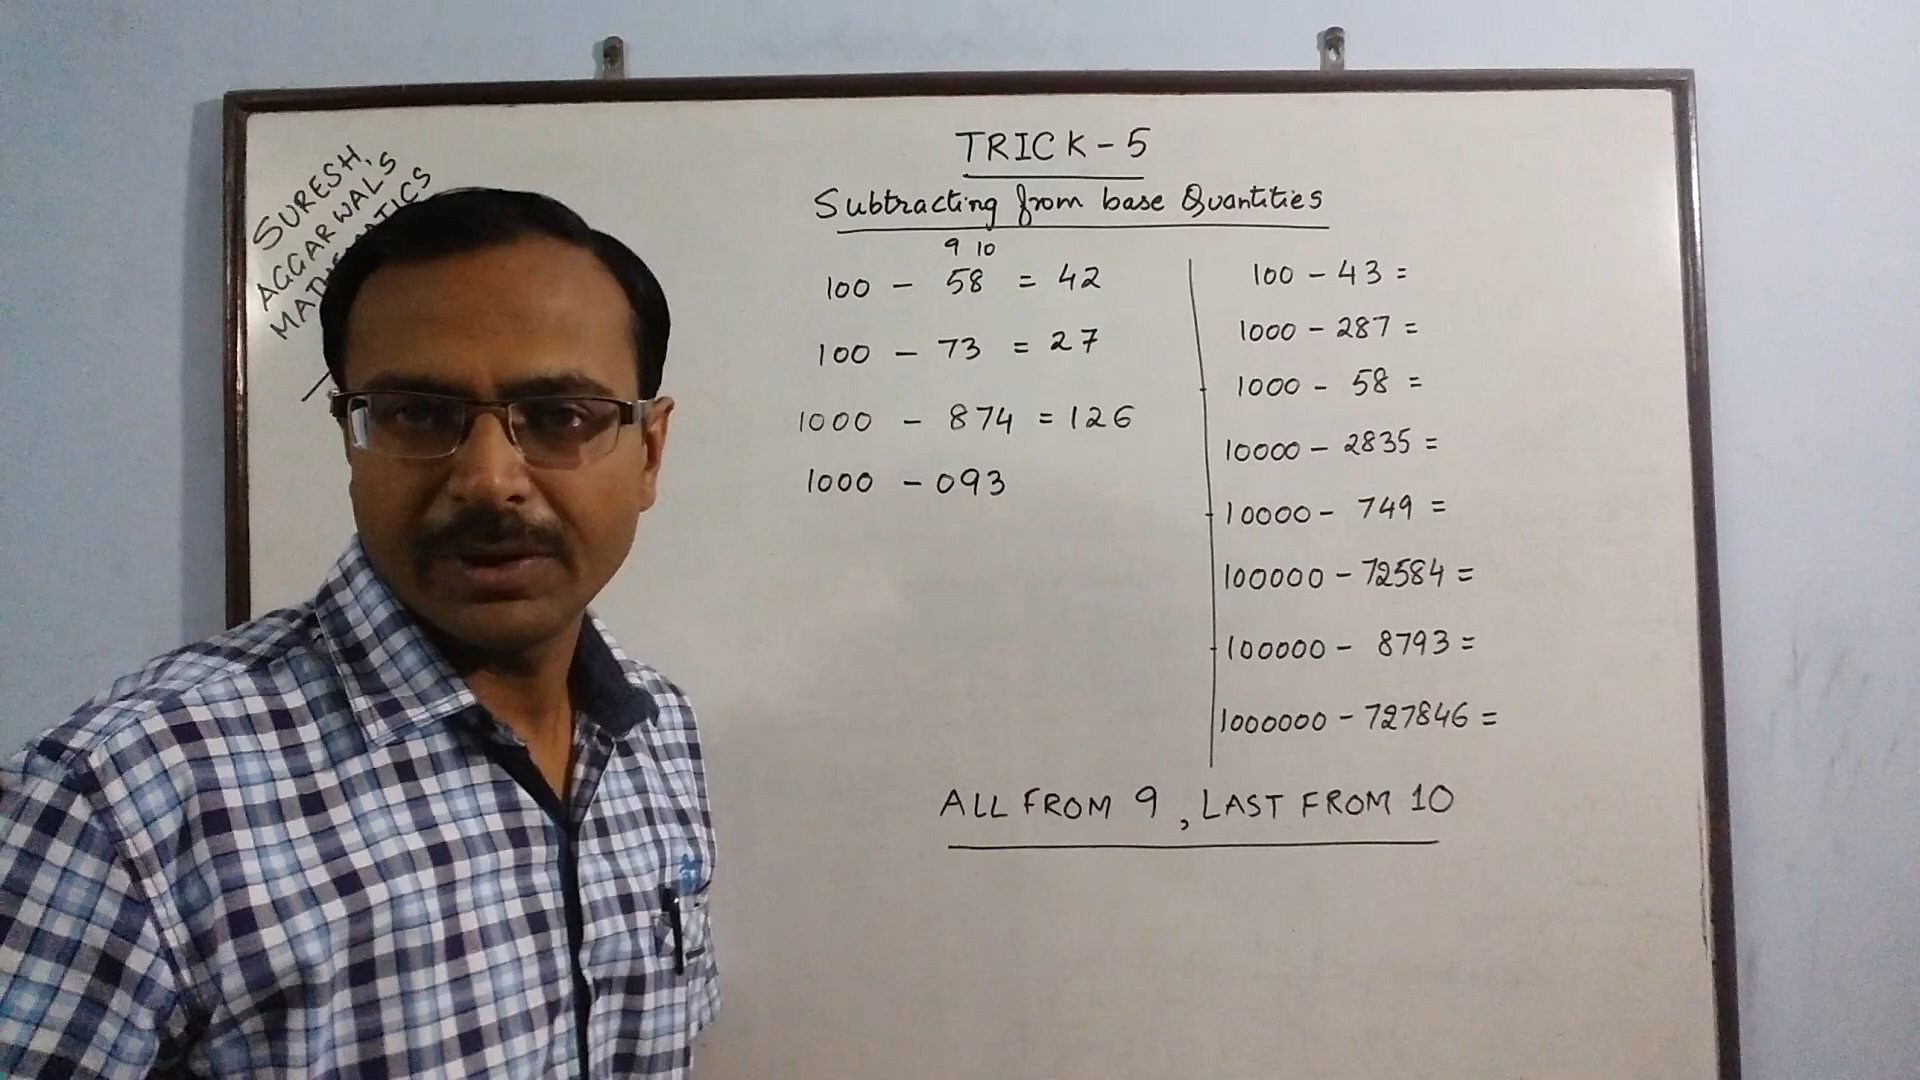 SURESH
AGGARWAL'S
MATHEMATICS
TRICK-5
Subtracting from base Quantities
9 10
100 - 58 = 42
100 - 73 = 27
1000 - 874 = 126
1000 - 093
100 - 43 =
1000 - 287 =
1000 - 58 =
10000 - 2835 =
10000 - 749 =
100000 - 72584 =
100000 - 8793 =
1000000 - 727846 =
ALL FROM 9, LAST FROM 10